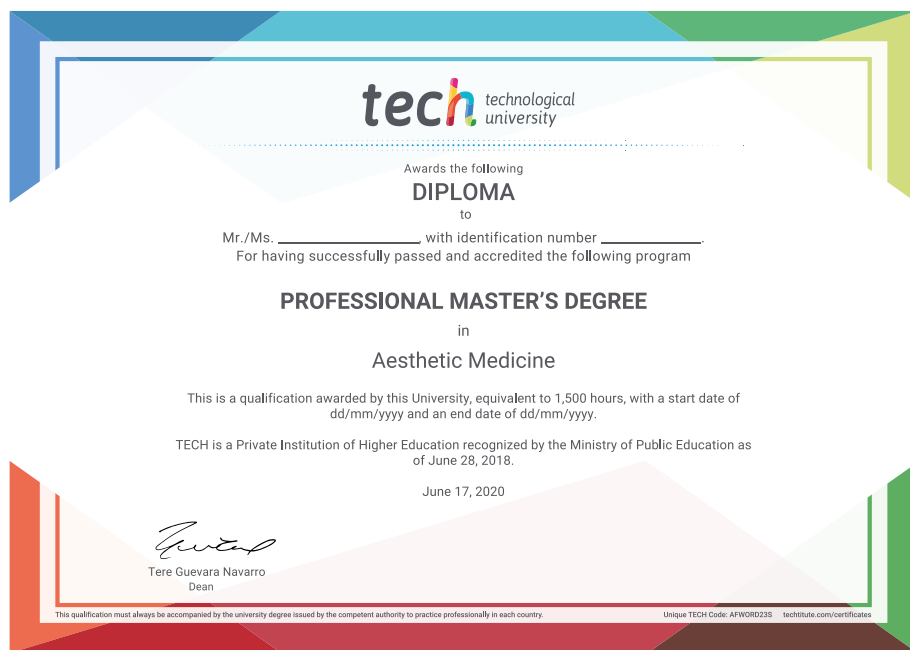 tech technological
university
Awards the following
DIPLOMA
to
Mr./Ms. ____________________, with identification number ______________.
For having successfully passed and accredited the following program
PROFESSIONAL MASTER'S DEGREE
in
Aesthetic Medicine
This is a qualification awarded by this University, equivalent to 1,500 hours, with a start date of
dd/mm/yyyy and an end date of dd/mm/yyyy.
TECH is a Private Institution of Higher Education recognized by the Ministry of Public Education as
of June 28, 2018.
June 17, 2020
Tere Guevara Navarro
Dean
This qualification must always be accompanied by the university degree issued by the competent authority to practice professionally in each country.
Unique TECH Code: AFWORD23S techtitute.com/certificates